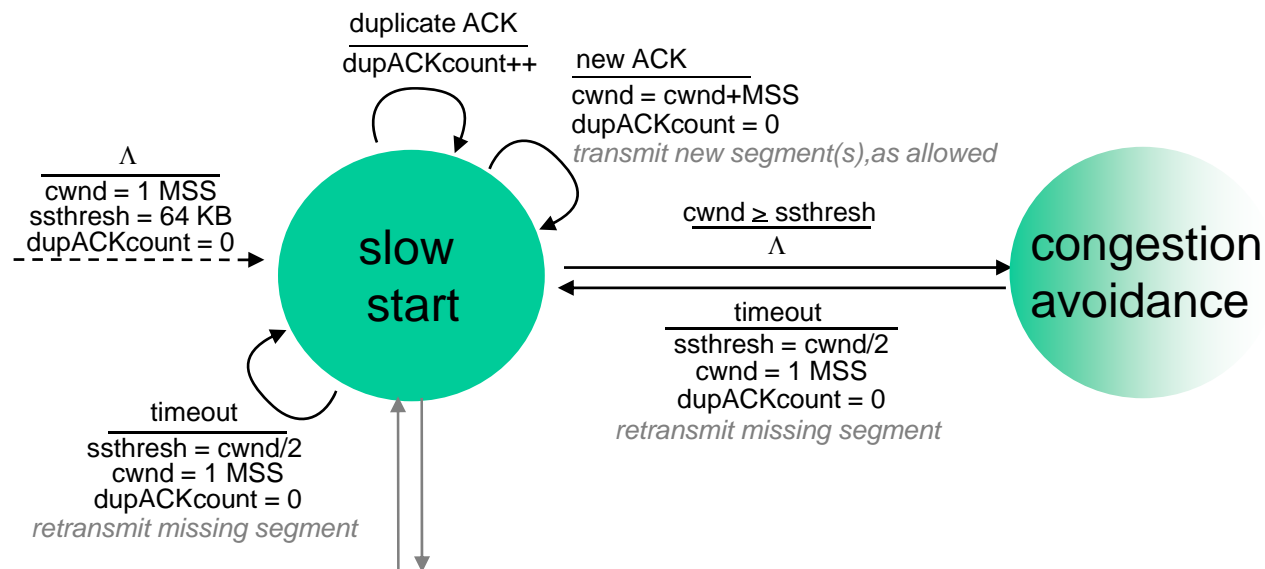 duplicate ACK
dupACKcount++
new ACK
cwnd = cwnd+MSS
dupACKcount = 0
transmit new segment(s),as allowed
Λ
cwnd = 1 MSS
ssthresh = 64 KB
dupACKcount = 0
slow
start
cwnd ≥ ssthresh
Λ
congestion
avoidance
timeout
ssthresh = cwnd/2
cwnd = 1 MSS
dupACKcount = 0
retransmit missing segment
timeout
ssthresh = cwnd/2
cwnd = 1 MSS
dupACKcount = 0
retransmit missing segment